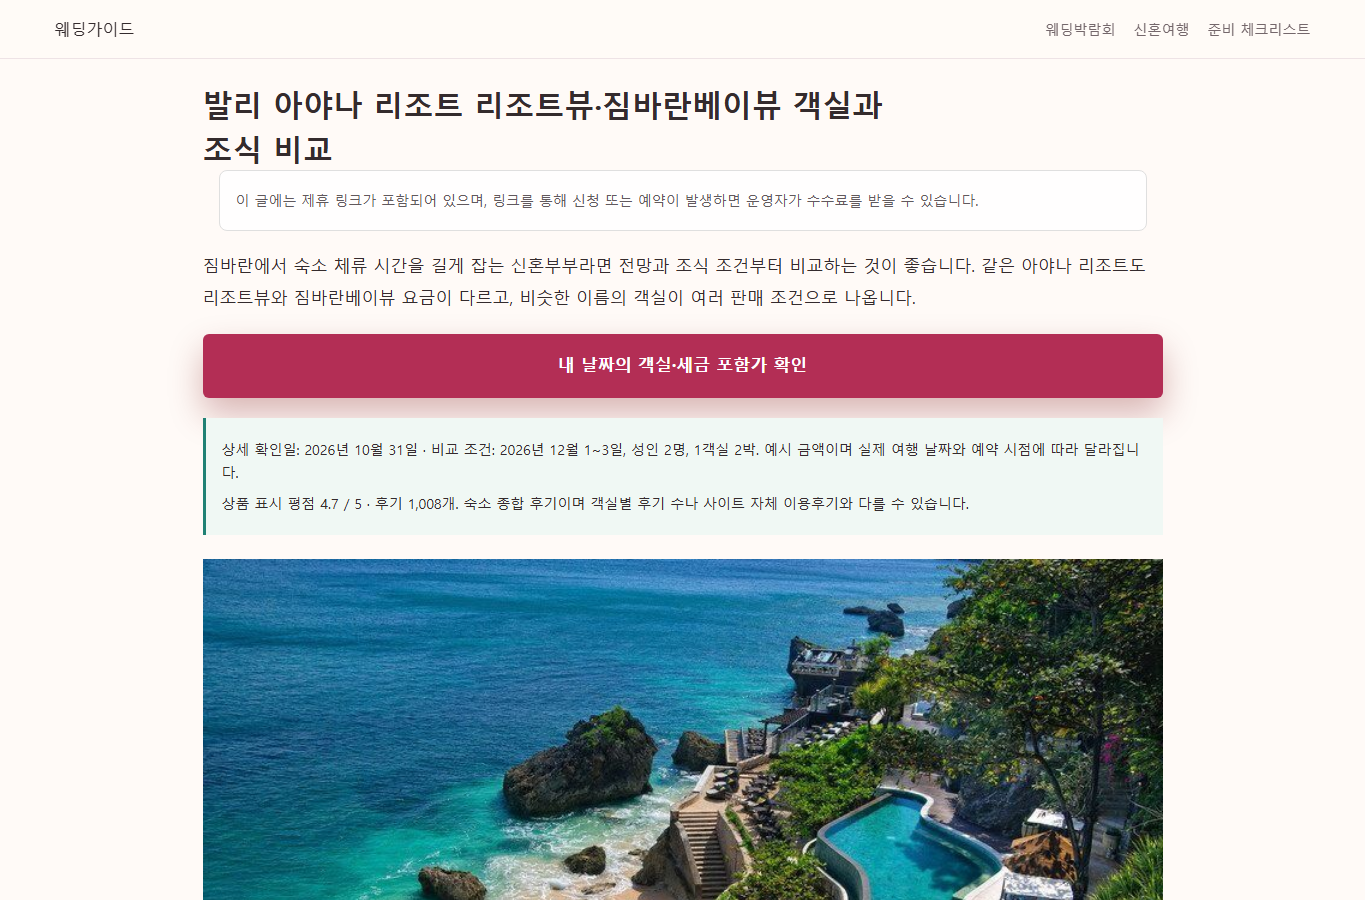 웨딩가이드
웨딩박람회 신혼여행 준비 체크리스트
발리 아야나 리조트 리조트뷰·짐바란베이뷰 객실과
조식 비교
이 글에는 제휴 링크가 포함되어 있으며, 링크를 통해 신청 또는 예약이 발생하면 운영자가 수수료를 받을 수 있습니다.
짐바란에서 숙소 체류 시간을 길게 잡는 신혼부부라면 전망과 조식 조건부터 비교하는 것이 좋습니다. 같은 아야나 리조트도
리조트뷰와 짐바란베이뷰 요금이 다르고, 비슷한 이름의 객실이 여러 판매 조건으로 나옵니다.
내 날짜의 객실·세금 포함가 확인
상세 확인일: 2026년 10월 31일 · 비교 조건: 2026년 12월 1~3일, 성인 2명, 1객실 2박. 예시 금액이며 실제 여행 날짜와 예약 시점에 따라 달라집니
다.
상품 표시 평점 4.7 / 5 · 후기 1,008개. 숙소 종합 후기이며 객실별 후기 수나 사이트 자체 이용후기와 다를 수 있습니다.